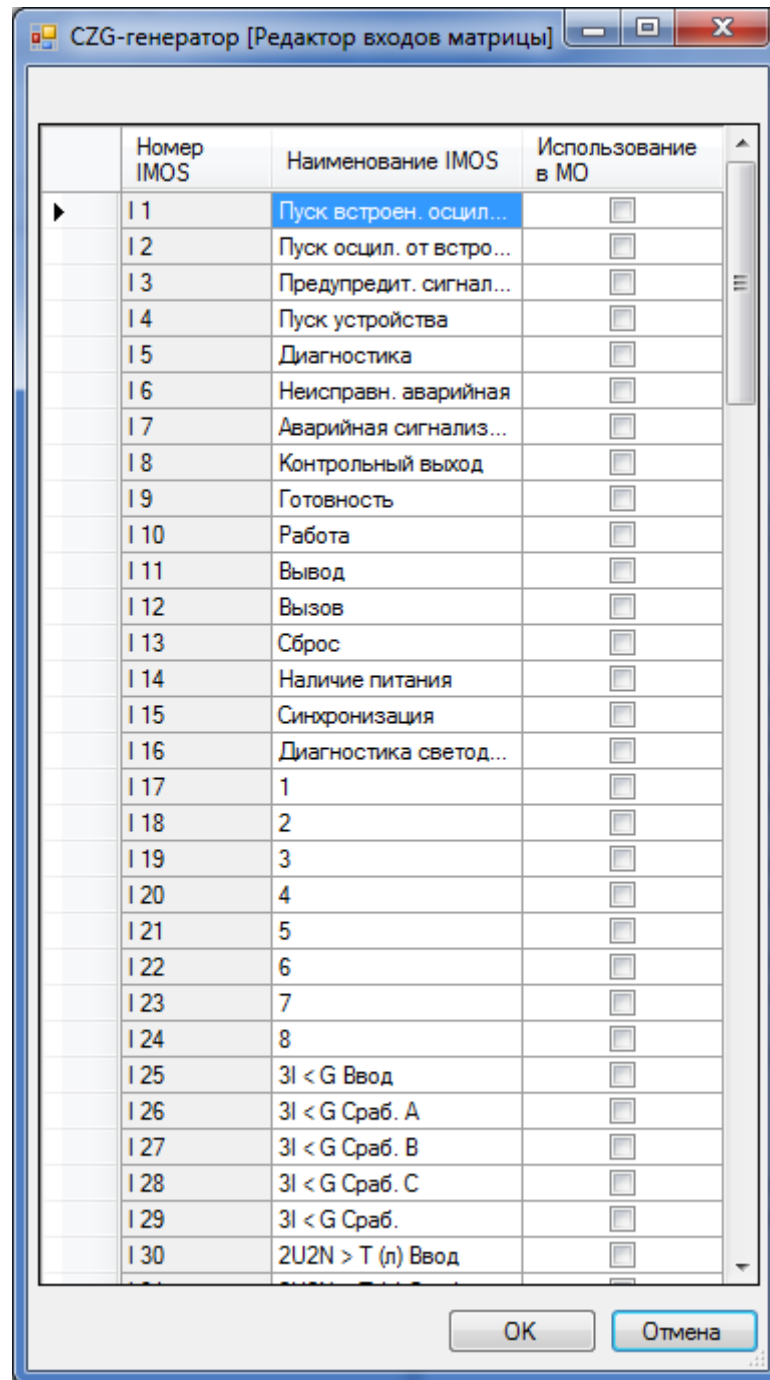 CZG-генератор [Редактор входов матрицы]
Номер IMOS Наименование IMOS Использование в МО
I 1 Пуск встроен. осцил...
I 2 Пуск осцил. от встро...
I 3 Предупредит. сигнал...
I 4 Пуск устройства
I 5 Диагностика
I 6 Неисправн. аварийная
I 7 Аварийная сигнализ...
I 8 Контрольный выход
I 9 Готовность
I 10 Работа
I 11 Вывод
I 12 Вызов
I 13 Сброс
I 14 Наличие питания
I 15 Синхронизация
I 16 Диагностика светод...
I 17 1
I 18 2
I 19 3
I 20 4
I 21 5
I 22 6
I 23 7
I 24 8
I 25 3I < G Ввод
I 26 3I < G Сраб. А
I 27 3I < G Сраб. В
I 28 3I < G Сраб. С
I 29 3I < G Сраб.
I 30 2U2N > T (л) Ввод
OK Отмена